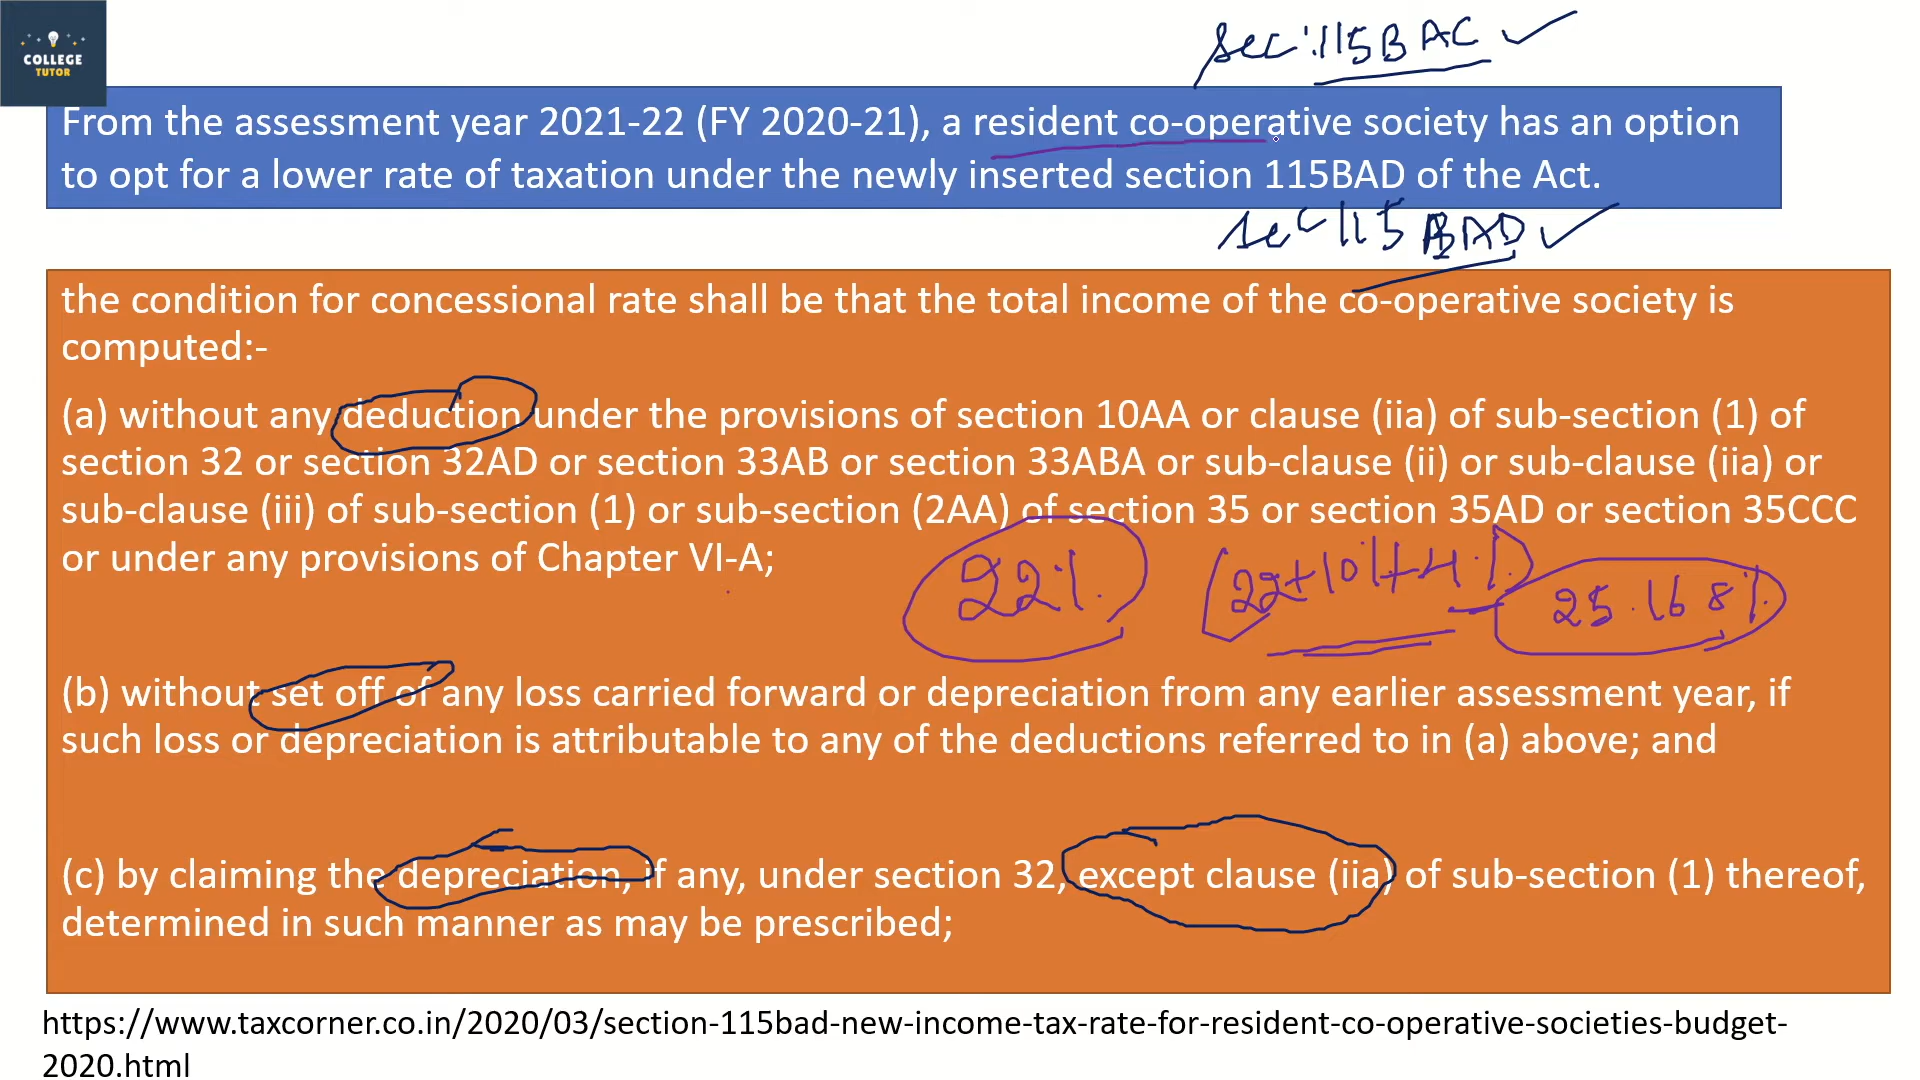 COLLEGE
TUTOR
sec:115BAC
From the assessment year 2021-22 (FY 2020-21), a resident co-operative society has an option
to opt for a lower rate of taxation under the newly inserted section 115BAD of the Act.
sec 115 BAD
the condition for concessional rate shall be that the total income of the co-operative society is
computed:-
(a) without any deduction under the provisions of section 10AA or clause (iia) of sub-section (1) of
section 32 or section 32AD or section 33AB or section 33ABA or sub-clause (ii) or sub-clause (iia) or
sub-clause (iii) of sub-section (1) or sub-section (2AA) of section 35 or section 35AD or section 35CCC
or under any provisions of Chapter VI-A;
22%. (22+10%+4%) 25.168%
(b) without set off of any loss carried forward or depreciation from any earlier assessment year, if
such loss or depreciation is attributable to any of the deductions referred to in (a) above; and
(c) by claiming the depreciation, if any, under section 32, except clause (iia) of sub-section (1) thereof,
determined in such manner as may be prescribed;
https://www.taxcorner.co.in/2020/03/section-115bad-new-income-tax-rate-for-resident-co-operative-societies-budget-
2020.html